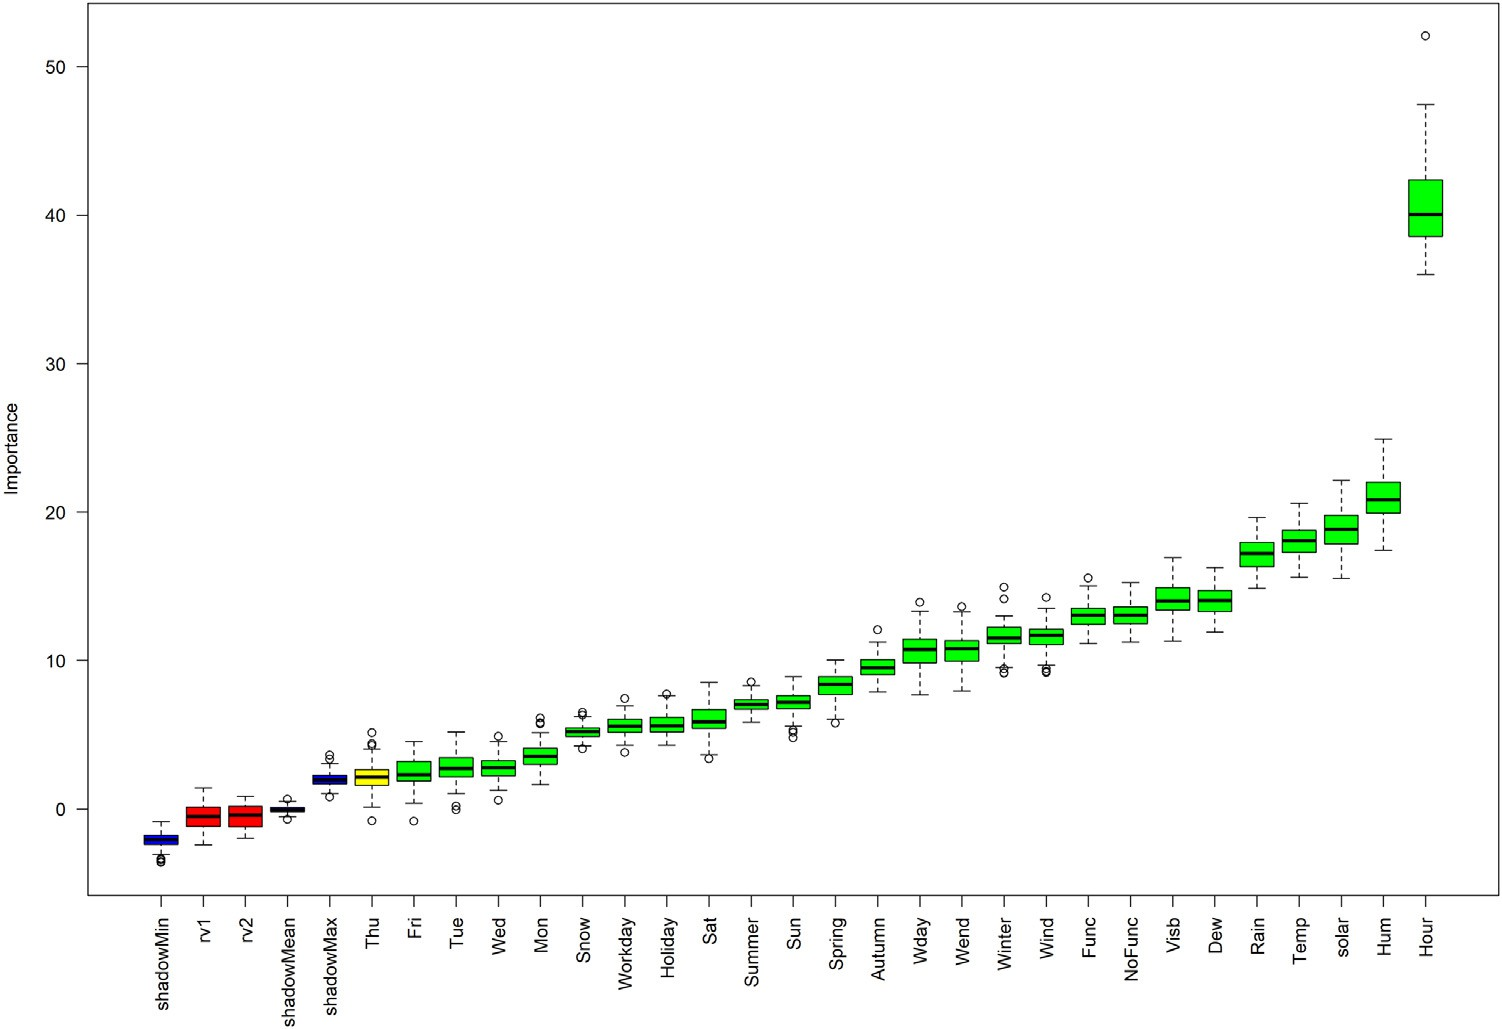 Importance
50
40
30
20
10
0
shadowMin
rv1
rv2
shadowMean
shadowMax
Thu
Fri
Tue
Wed
Mon
Snow
Workday
Holiday
Sat
Summer
Sun
Spring
Autumn
Wday
Wend
Winter
Wind
Func
NoFunc
Visb
Dew
Rain
Temp
solar
Hum
Hour